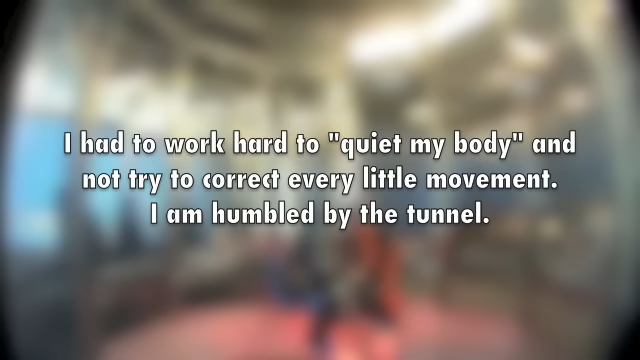 I had to work hard to "quiet my body" and
not try to correct every little movement.
I am humbled by the tunnel.